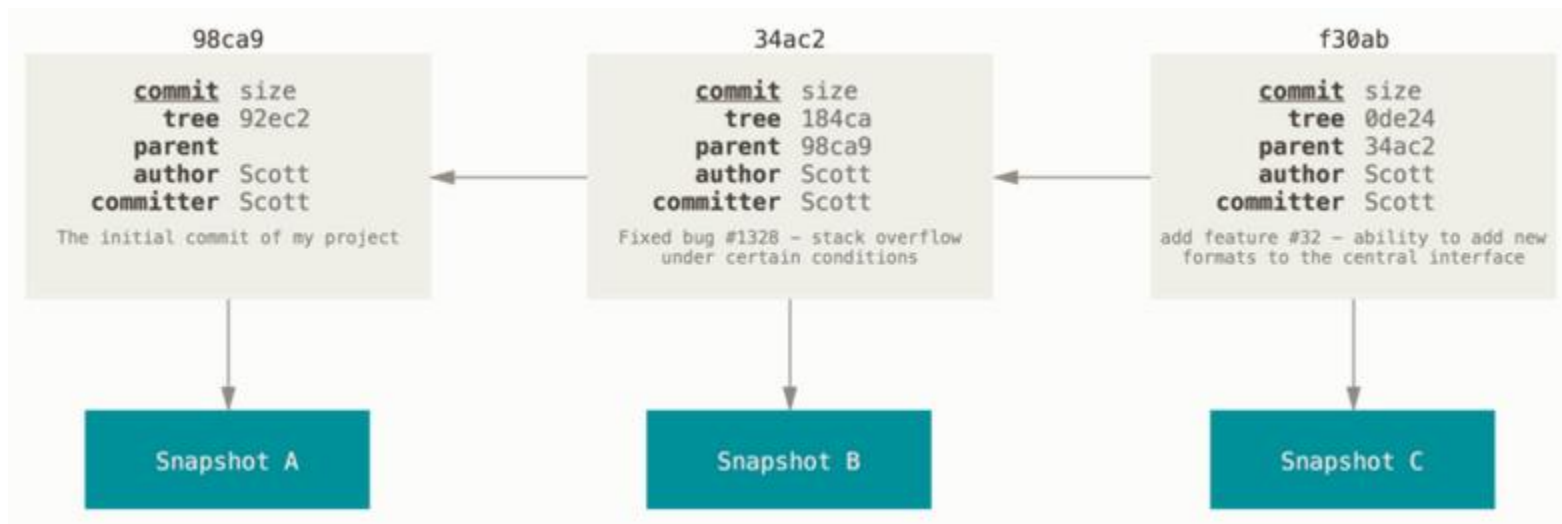 98ca9
commit size
tree 92ec2
parent
author Scott
committer Scott
The initial commit of my project
Snapshot A
34ac2
commit size
tree 184ca
parent 98ca9
author Scott
committer Scott
Fixed bug #1328 – stack overflow
under certain conditions
Snapshot B
f30ab
commit size
tree 0de24
parent 34ac2
author Scott
committer Scott
add feature #32 – ability to add new
formats to the central interface
Snapshot C